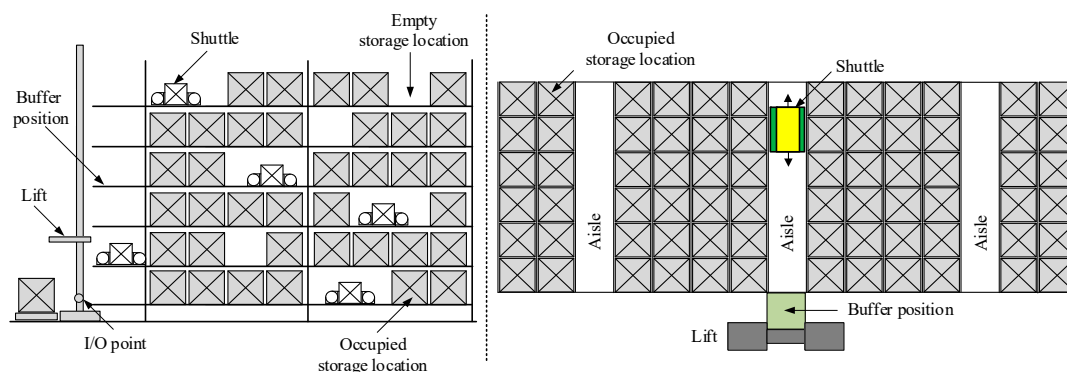 Empty
storage location
Shuttle
Buffer
position
Lift
I/O point
Occupied
storage location
Occupied
storage location
Shuttle
Aisle
Aisle
Aisle
Buffer position
Lift